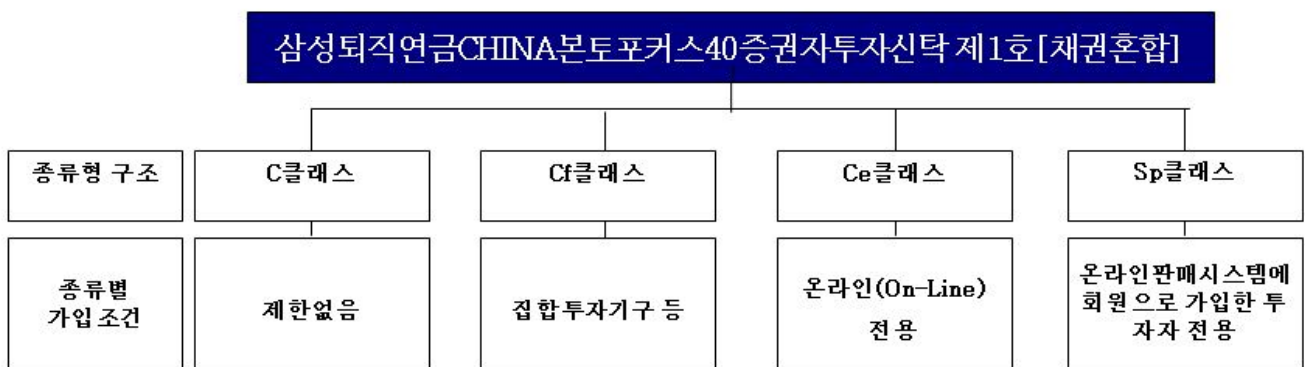 삼성퇴직연금CHINA본토포커스40증권자투자신탁 제1호[채권혼합]
종류형 구조
C클래스
Cf클래스
Ce클래스
Sp클래스
종류별
가입조건
제한없음
집합투자기구 등
온라인(On-Line)
전용
온라인판매시스템에
회원으로 가입한 투
자자 전용